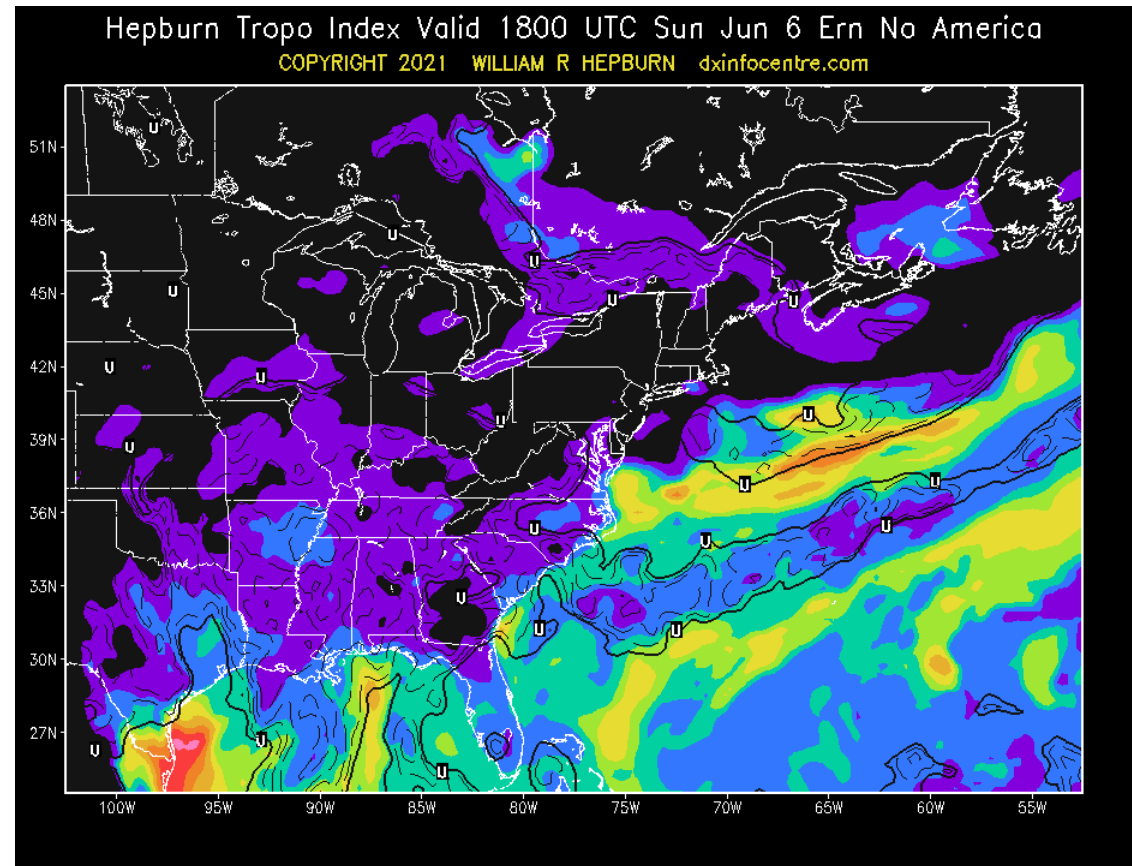 Hepburn Tropo Index Valid 1800 UTC Sun Jun 6 Ern No America
COPYRIGHT 2021 WILLIAM R HEPBURN dxinfocentre.com
U
51N
48N
U
U
45N
U
U
U
42N
U
U
U
U
39N
U
U
U
36N
U
U
U
33N
U
U
U
30N
27N
U
U
U
100W 95W 90W 85W 80W 75W 70W 65W 60W 55W